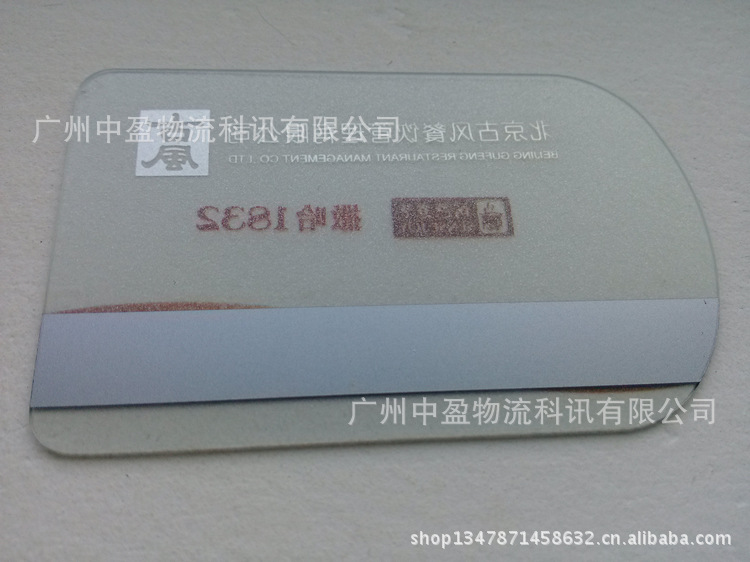 广州中盈物流科讯有限公司
北京古风餐饮管理有限公司
BEIJING GUFENG RESTAURANT MANAGEMENT CO.,LTD
撒哈1832
广州中盈物流科讯有限公司
shop1347871458632.cn.alibaba.com